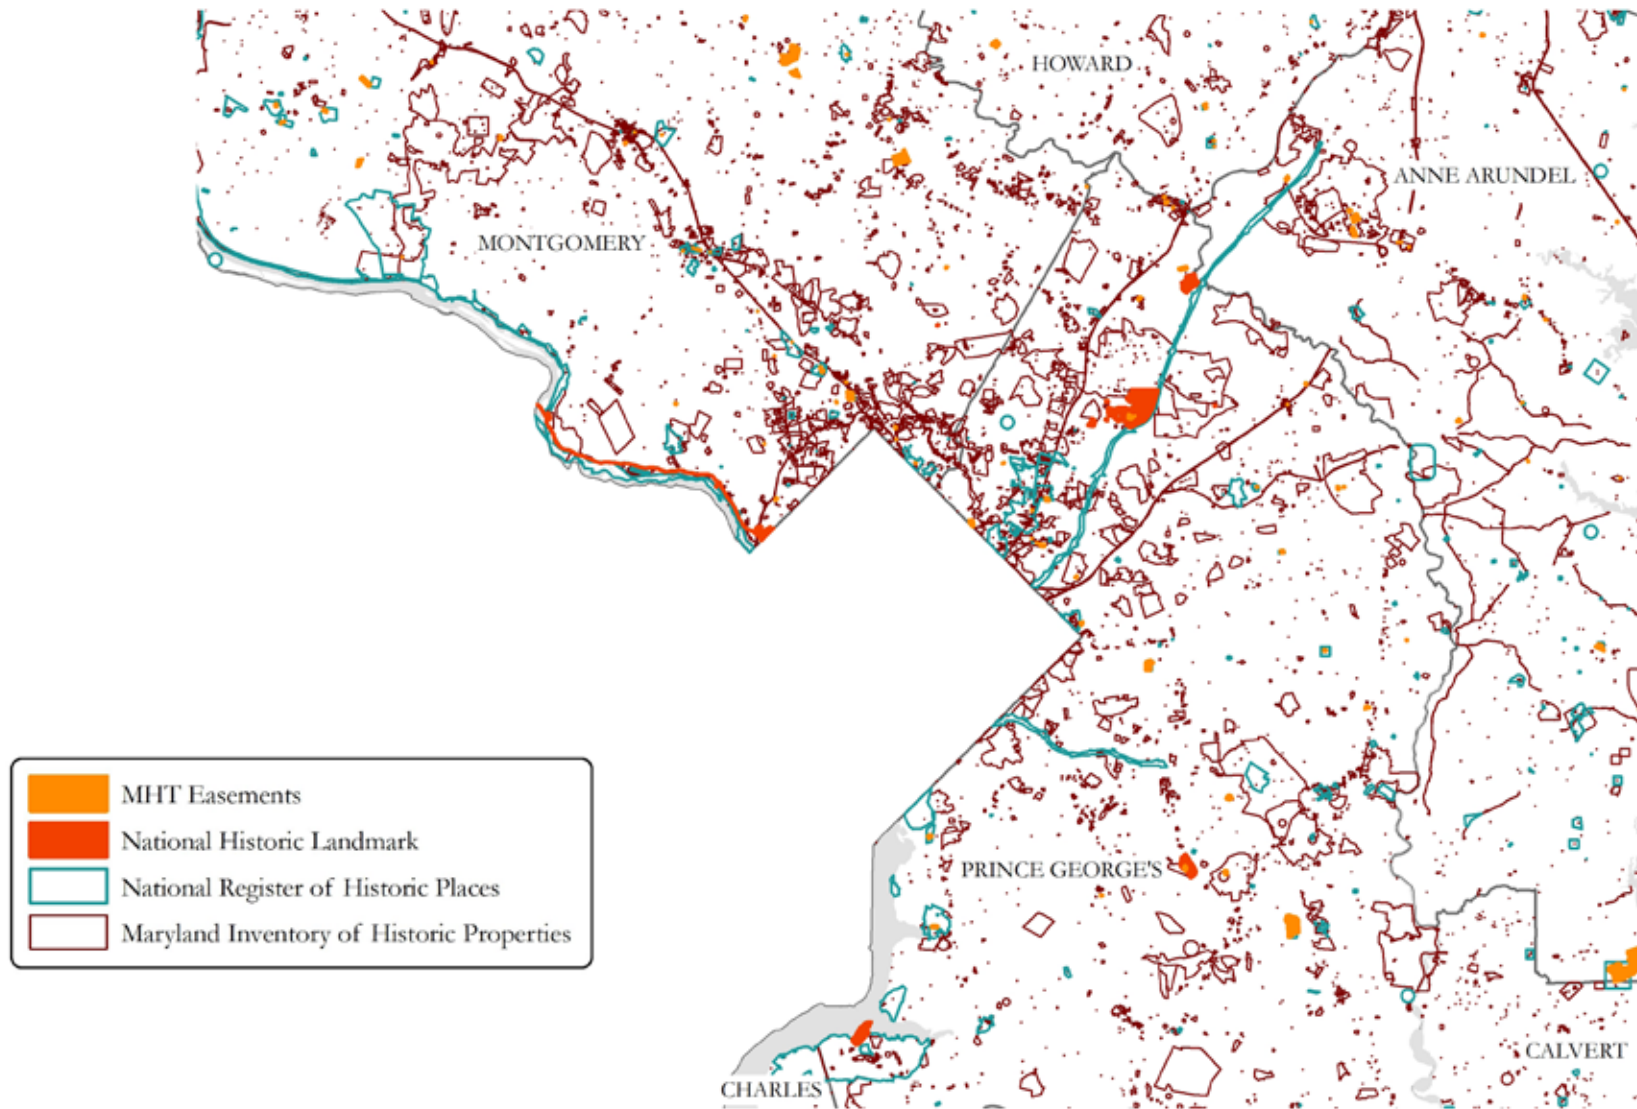 HOWARD
ANNE ARUNDEL
MONTGOMERY
MHT Easements
National Historic Landmark
National Register of Historic Places
Maryland Inventory of Historic Properties
PRINCE GEORGE'S
CALVERT
CHARLES